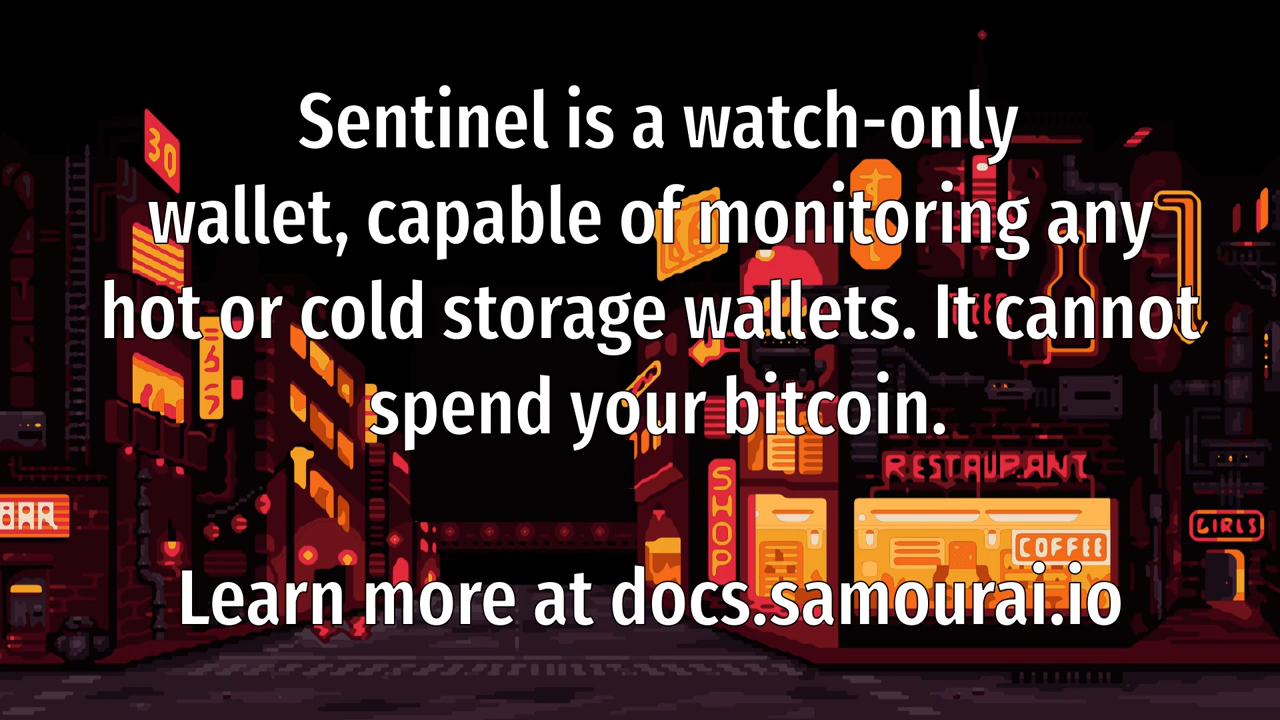 Sentinel is a watch-only
wallet, capable of monitoring any
hot or cold storage wallets. It cannot
spend your bitcoin.
Learn more at docs.samourai.io
30
BAR
SHOP
RESTAURANT
COFFEE
GIRLS